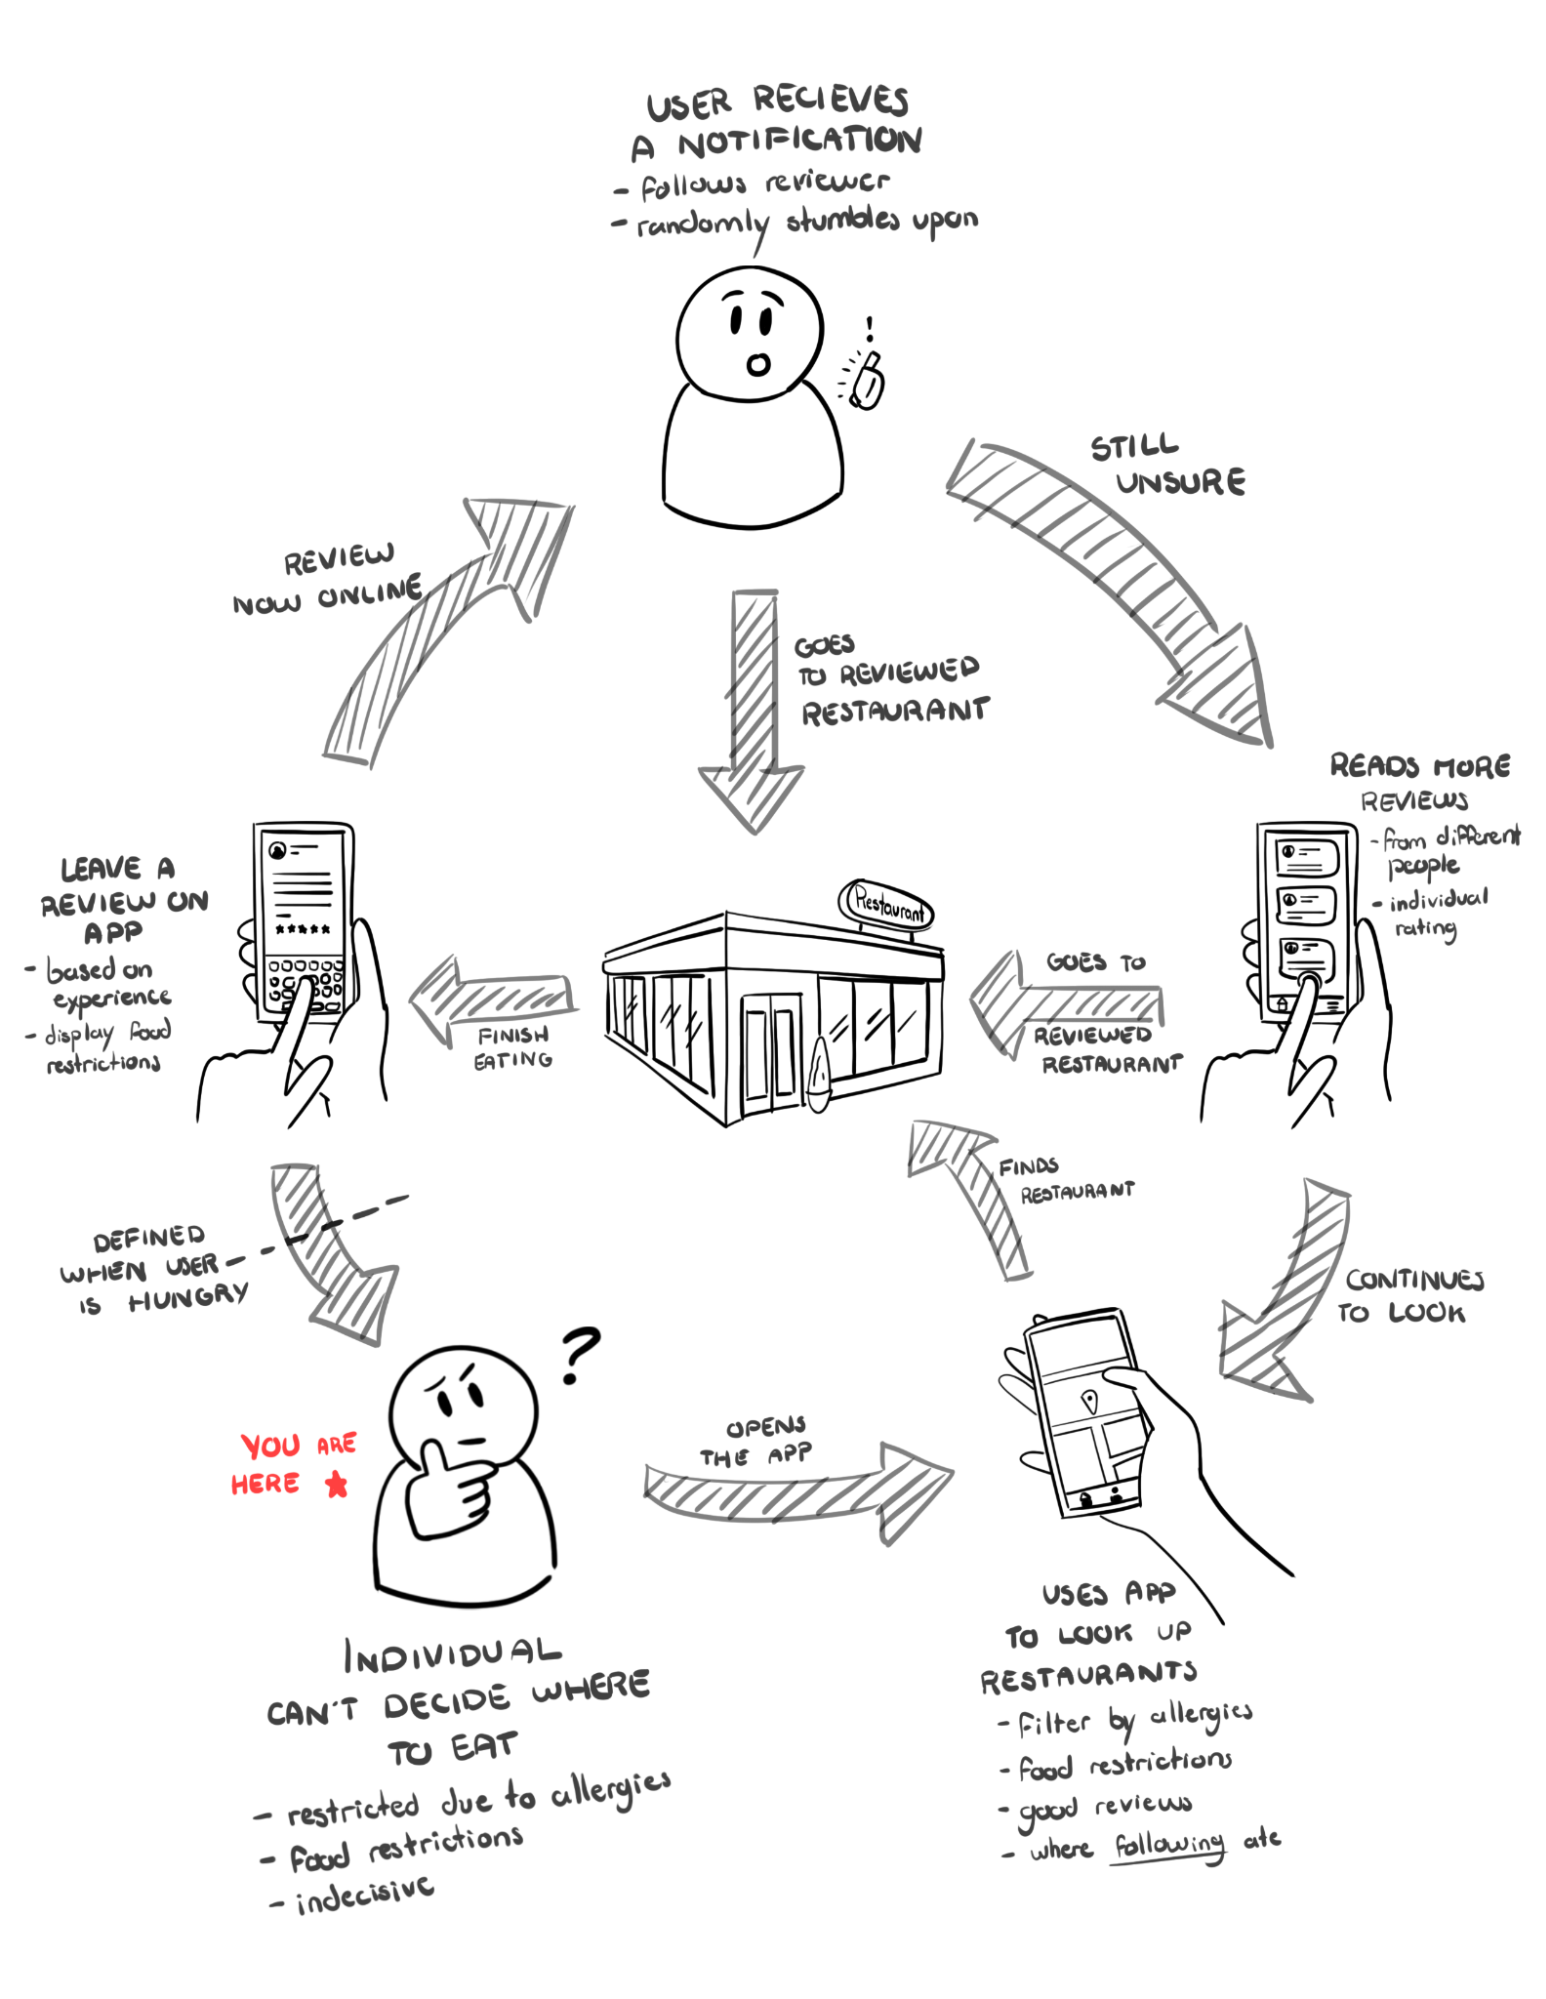 USER RECIEVES
A NOTIFICATION
- follows reviewer
- randomly stumbles upon
!
STILL
UNSURE
REVIEW
NOW ONLINE
GOES
TO REVIEWED
RESTAURANT
READS MORE
REVIEWS
- from different
people
- individual
rating
LEAVE A
REVIEW ON
APP
- based on
experience
- display food
restrictions
Restaurant
GOES TO
REVIEWED
RESTAURANT
FINISH
EATING
FINDS
RESTAURANT
DEFINED
WHEN USER
IS HUNGRY
CONTINUES
TO LOOK
?
YOU ARE
HERE ★
OPENS
THE APP
INDIVIDUAL
CAN'T DECIDE WHERE
TO EAT
- restricted due to allergies
- food restrictions
- indecisive
USES APP
TO LOOK UP
RESTAURANTS
- filter by allergies
- food restrictions
- good reviews
- where following ate